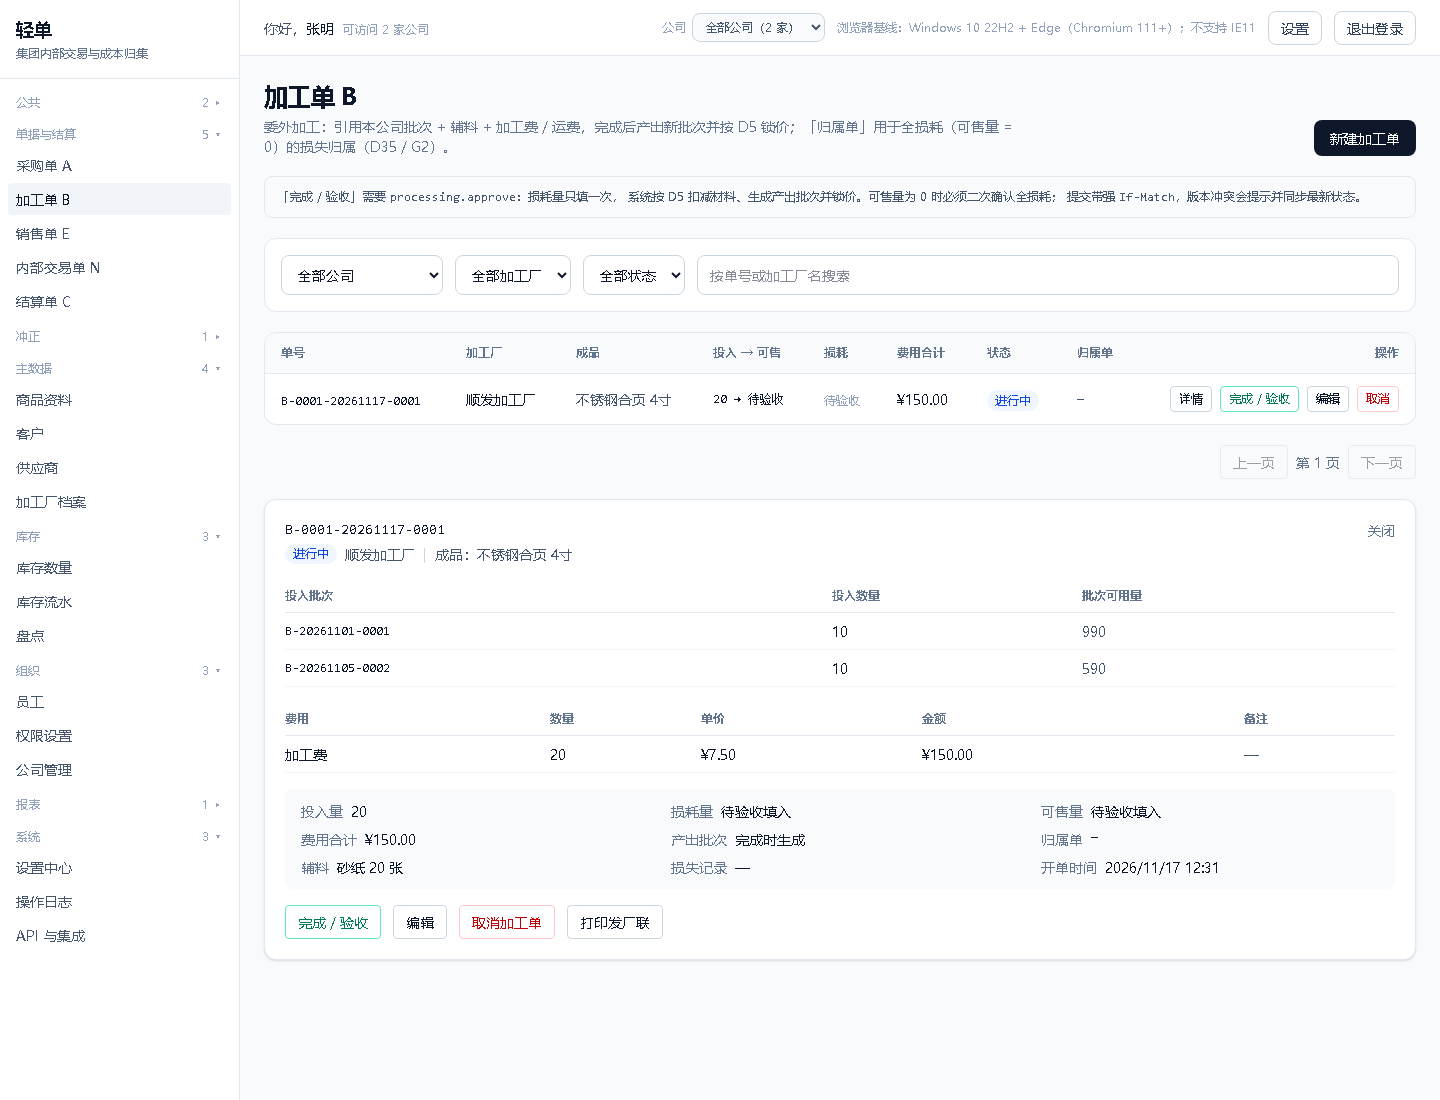 轻单
集团内部交易与成本归集
公共 2
单据与结算 5
采购单 A
加工单 B
销售单 E
内部交易单 N
结算单 C
冲正 1
主数据 4
商品资料
客户
供应商
加工厂档案
库存 3
库存数量
库存流水
盘点
组织 3
员工
权限设置
公司管理
报表 1
系统 3
设置中心
操作日志
API 与集成
你好，张明 可访问 2 家公司
公司 全部公司（2 家） 浏览器基线：Windows 10 22H2 + Edge（Chromium 111+）；不支持 IE11 设置 退出登录
加工单 B
委外加工：引用本公司批次 + 辅料 + 加工费 / 运费，完成后产出新批次并按 D5 锁价；「归属单」用于全损耗（可售量 =
0）的损失归属（D35 / G2）。
新建加工单
「完成 / 验收」需要 processing.approve：损耗量只填一次， 系统按 D5 扣减材料、生成产出批次并锁价。可售量为 0 时必须二次确认全损耗； 提交带强 If-Match，版本冲突会提示并同步最新状态。
全部公司 全部加工厂 全部状态 按单号或加工厂名搜索
单号 加工厂 成品 投入 → 可售 损耗 费用合计 状态 归属单 操作
B-0001-20261117-0001 顺发加工厂 不锈钢合页 4寸 20 → 待验收 待验收 ¥150.00 进行中 – 详情 完成 / 验收 编辑 取消
上一页 第 1 页 下一页
B-0001-20261117-0001 关闭
进行中 顺发加工厂 成品：不锈钢合页 4寸
投入批次 投入数量 批次可用量
B-20261101-0001 10 990
B-20261105-0002 10 590
费用 数量 单价 金额 备注
加工费 20 ¥7.50 ¥150.00 —
投入量 20 损耗量 待验收填入 可售量 待验收填入
费用合计 ¥150.00 产出批次 完成时生成 归属单 –
辅料 砂纸 20 张 损失记录 — 开单时间 2026/11/17 12:31
完成 / 验收 编辑 取消加工单 打印发厂联